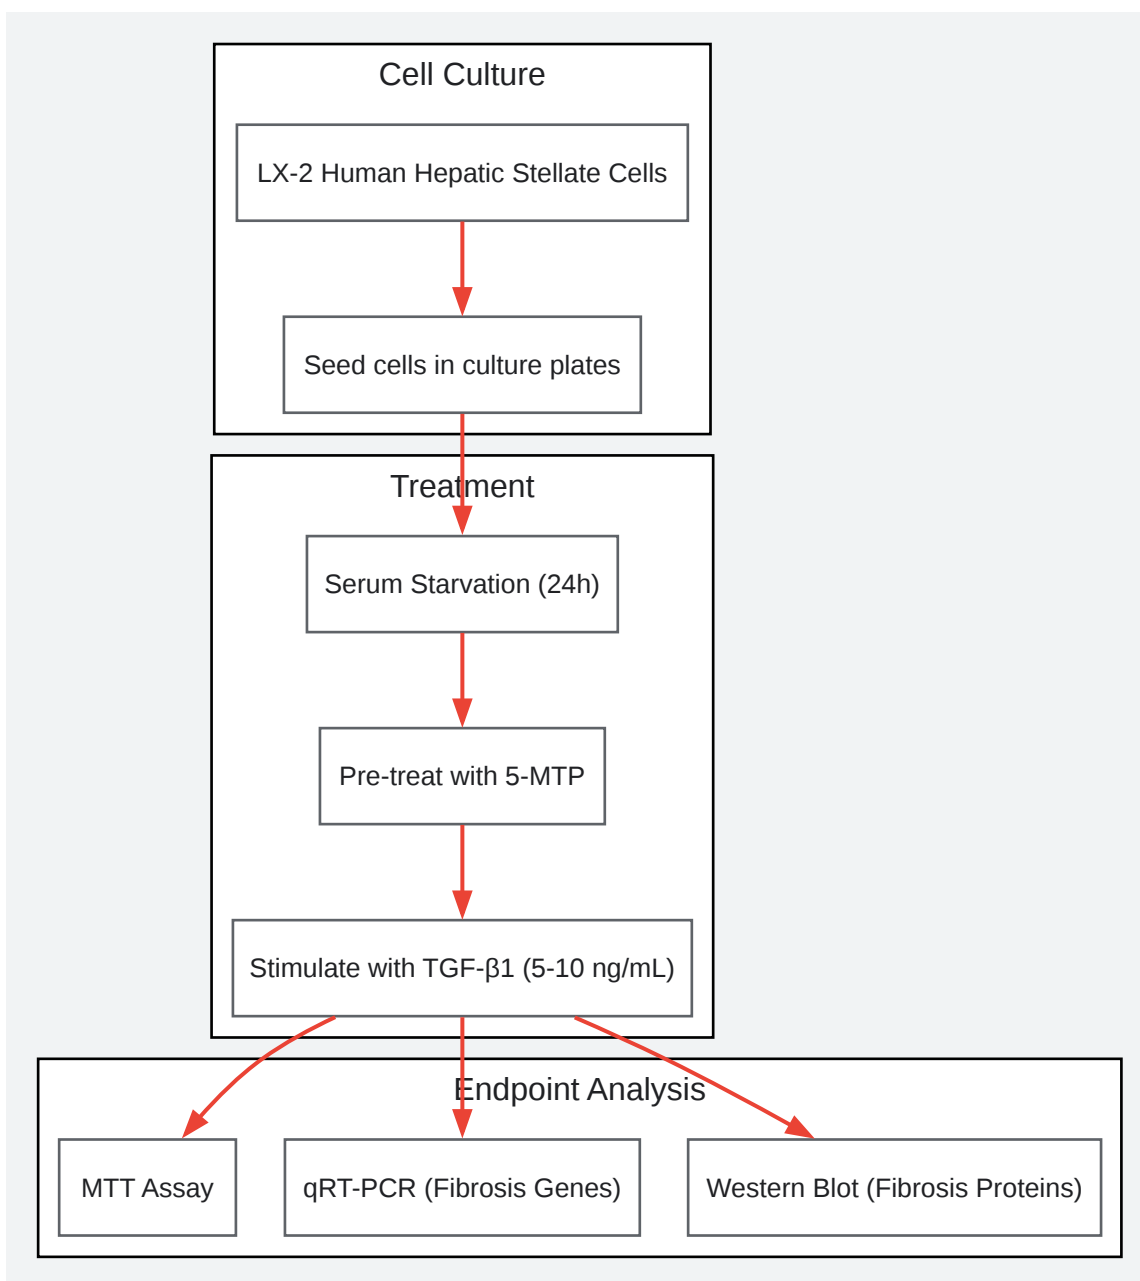 Cell Culture
LX-2 Human Hepatic Stellate Cells
Seed cells in culture plates
Treatment
Serum Starvation (24h)
Pre-treat with 5-MTP
Stimulate with TGF-β1 (5-10 ng/mL)
Endpoint Analysis
MTT Assay
qRT-PCR (Fibrosis Genes)
Western Blot (Fibrosis Proteins)